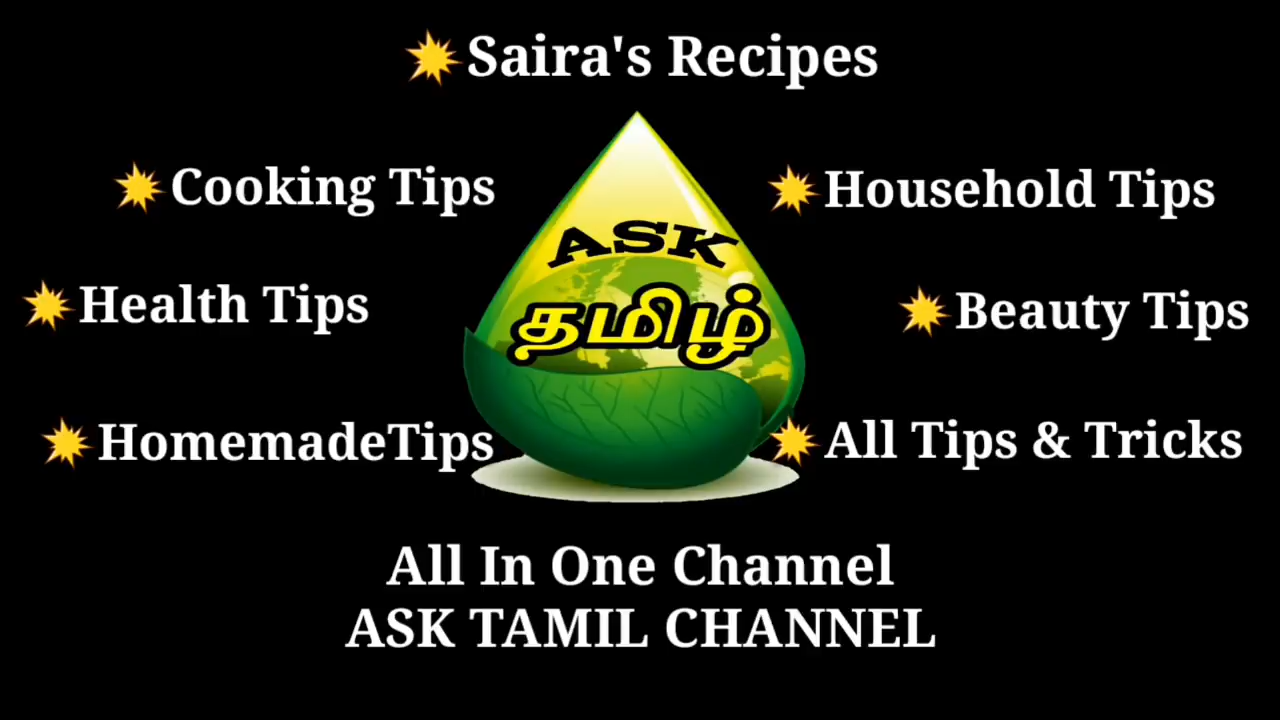 Saira's Recipes
Cooking Tips
Household Tips
ASK
தமிழ்
Health Tips
Beauty Tips
HomemadeTips
All Tips & Tricks
All In One Channel
ASK TAMIL CHANNEL